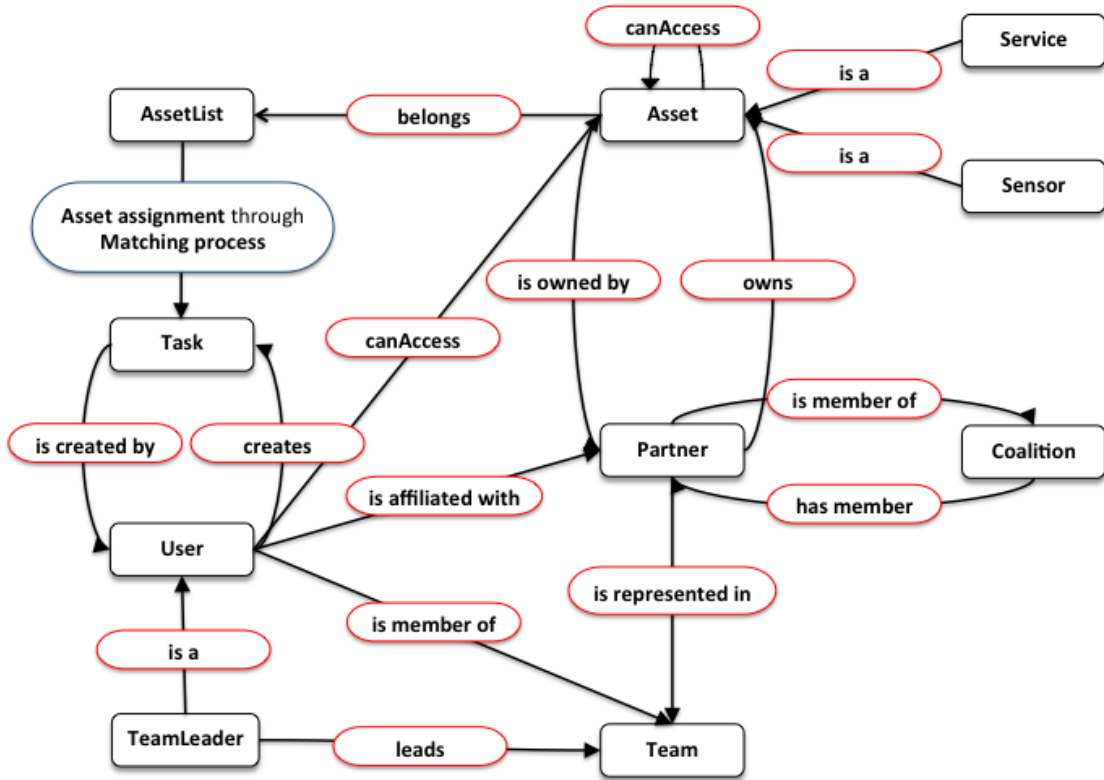 canAccess
Service
is a
AssetList
belongs
Asset
is a
Sensor
Asset assignment through
Matching process
is owned by
owns
Task
canAccess
is member of
is created by
creates
Partner
Coalition
is affiliated with
has member
User
is represented in
is member of
is a
TeamLeader
leads
Team